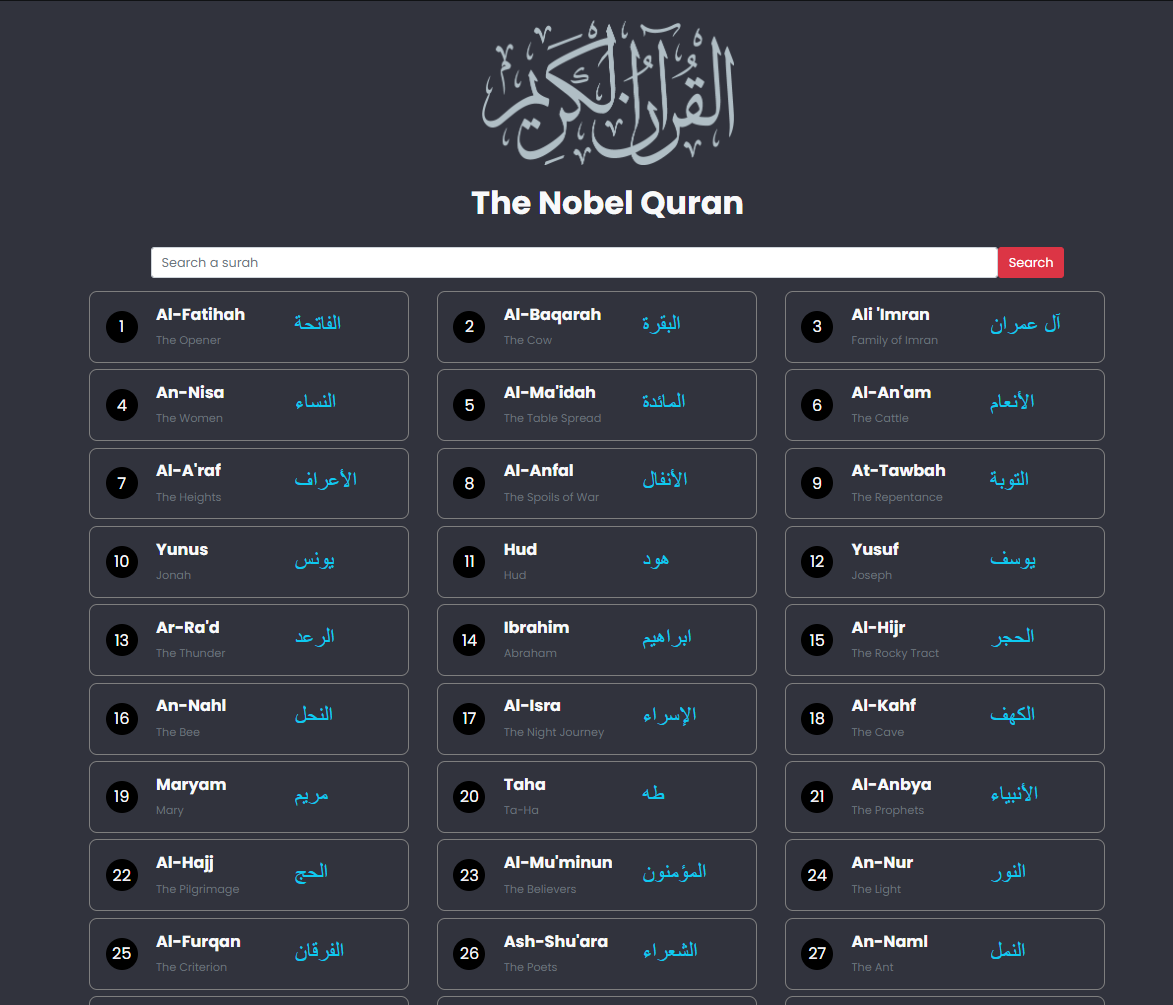 القرآن الكريم
The Nobel Quran
Search a surah
Search
1
Al-Fatihah
الفاتحة
The Opener
2
Al-Baqarah
البقرة
The Cow
3
Ali 'Imran
آل عمران
Family of Imran
4
An-Nisa
النساء
The Women
5
Al-Ma'idah
المائدة
The Table Spread
6
Al-An'am
الأنعام
The Cattle
7
Al-A'raf
الأعراف
The Heights
8
Al-Anfal
الأنفال
The Spoils of War
9
At-Tawbah
التوبة
The Repentance
10
Yunus
يونس
Jonah
11
Hud
هود
Hud
12
Yusuf
يوسف
Joseph
13
Ar-Ra'd
الرعد
The Thunder
14
Ibrahim
ابراهيم
Abraham
15
Al-Hijr
الحجر
The Rocky Tract
16
An-Nahl
النحل
The Bee
17
Al-Isra
الإسراء
The Night Journey
18
Al-Kahf
الكهف
The Cave
19
Maryam
مريم
Mary
20
Taha
طه
Ta-Ha
21
Al-Anbya
الأنبياء
The Prophets
22
Al-Hajj
الحج
The Pilgrimage
23
Al-Mu'minun
المؤمنون
The Believers
24
An-Nur
النور
The Light
25
Al-Furqan
الفرقان
The Criterion
26
Ash-Shu'ara
الشعراء
The Poets
27
An-Naml
النمل
The Ant